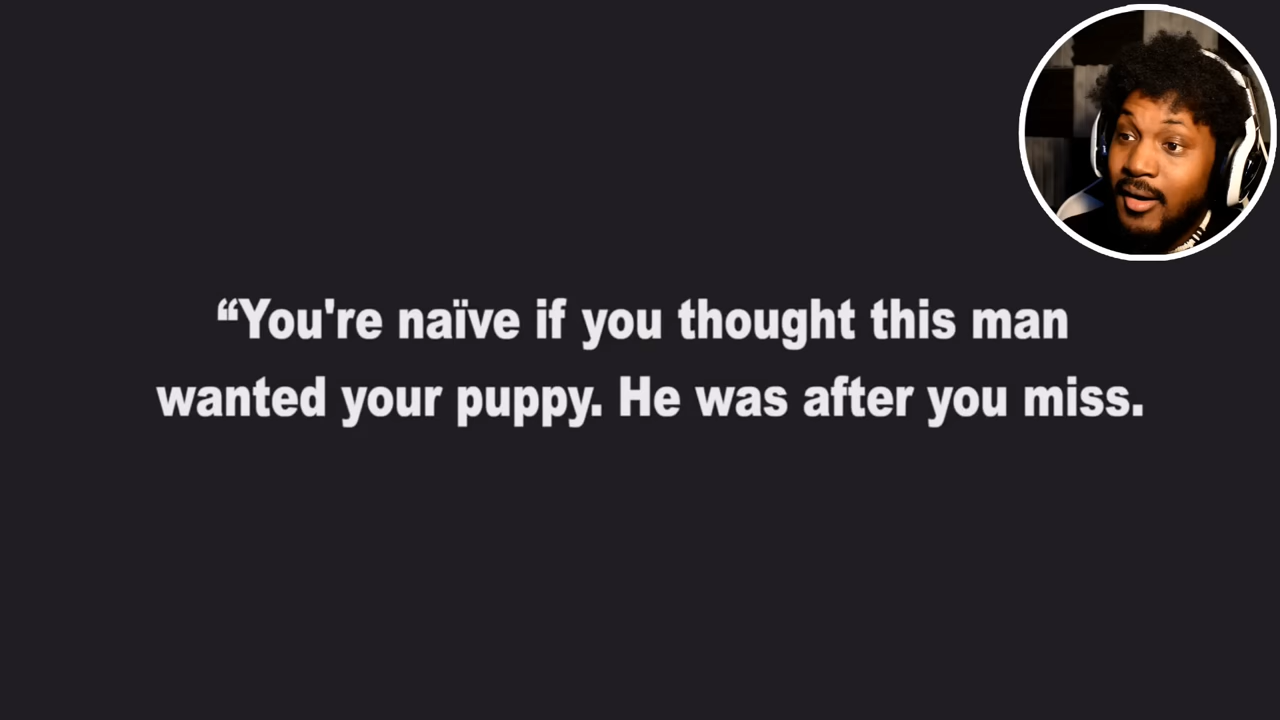 “You're naïve if you thought this man
wanted your puppy. He was after you miss.